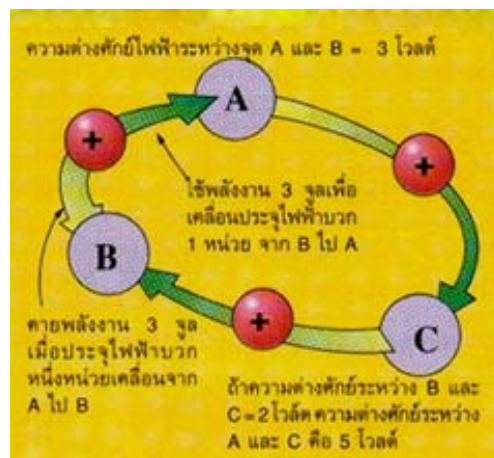 ความต่างศักย์ไฟฟ้าระหว่างจุด A และ B = 3 โวลต์
A
+
+
ใช้พลังงาน 3 จูลเพื่อ
เคลื่อนประจุไฟฟ้าบวก
1 หน่วย จาก B ไป A
B
+
C
คายพลังงาน 3 จูล
เมื่อประจุไฟฟ้าบวก
หนึ่งหน่วยเคลื่อนจาก
A ไป B
ถ้าความต่างศักย์ระหว่าง B และ
C=2โวล์ต ความต่างศักย์ระหว่าง
A และ C คือ 5 โวลต์